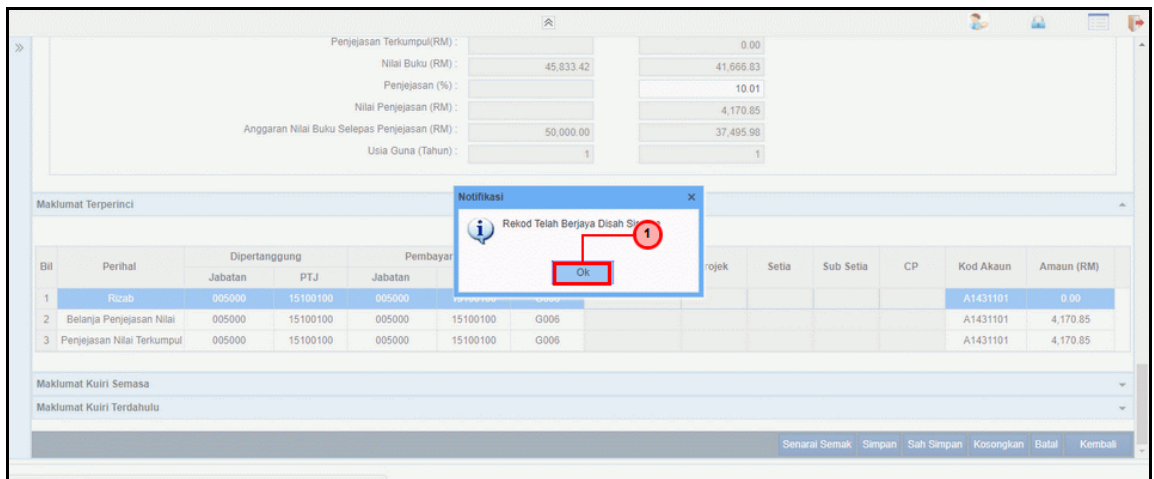 Penjejasan Terkumpul(RM) : 0.00
Nilai Buku (RM) : 45,833.42 41,666.83
Penjejasan (%) : 10.01
Nilai Penjejasan (RM) : 4,170.85
Anggaran Nilai Buku Selepas Penjejasan (RM) : 50,000.00 37,495.98
Usia Guna (Tahun) : 1 1
Notifikasi x
Maklumat Terperinci
Rekod Telah Berjaya Disah
1
Ok
Bil Perihal Dipertanggung Setia Sub Setia CP Kod Akaun Amaun (RM)
Jabatan PTJ Jabatan
1 Rizab 005000 15100100 005000 A1431101 0.00
2 Belanja Penjejasan Nilai 005000 15100100 005000 15100100 G006 A1431101 4,170.85
3 Penjejasan Nilai Terkumpul 005000 15100100 005000 15100100 G006 A1431101 4,170.85
Maklumat Kuiri Semasa
Maklumat Kuiri Terdahulu
Senarai Semak Simpan Sah Simpan Kosongkan Batal Kembali